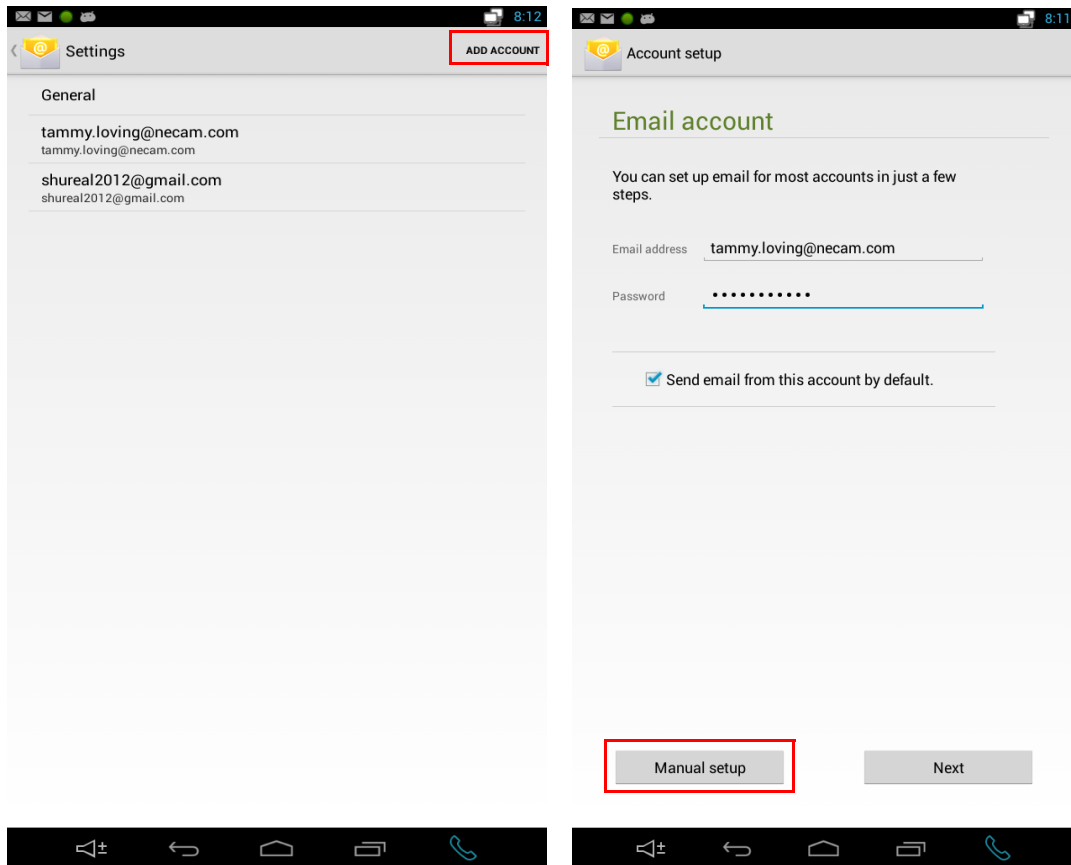 8:12
Settings
ADD ACCOUNT
General
tammy.loving@necam.com
tammy.loving@necam.com
shureal2012@gmail.com
shureal2012@gmail.com
8:11
Account setup
Email account
You can set up email for most accounts in just a few
steps.
Email address tammy.loving@necam.com
Password •••••••••••
Send email from this account by default.
Manual setup
Next